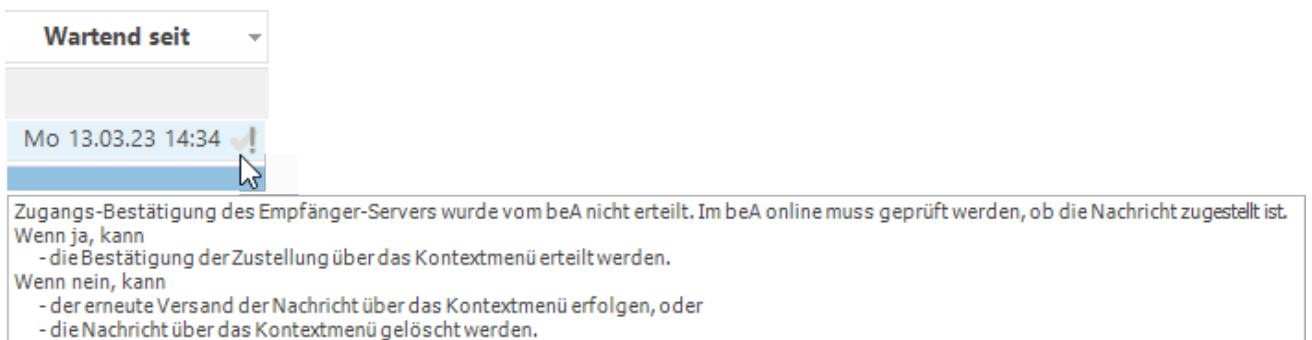 Wartend seit
Mo 13.03.23 14:34
Zugangs-Bestätigung des Empfänger-Servers wurde vom beA nicht erteilt. Im beA online muss geprüft werden, ob die Nachricht zugestellt ist.
Wenn ja, kann
- die Bestätigung der Zustellung über das Kontextmenü erteilt werden.
Wenn nein, kann
- der erneute Versand der Nachricht über das Kontextmenü erfolgen, oder
- die Nachricht über das Kontextmenü gelöscht werden.